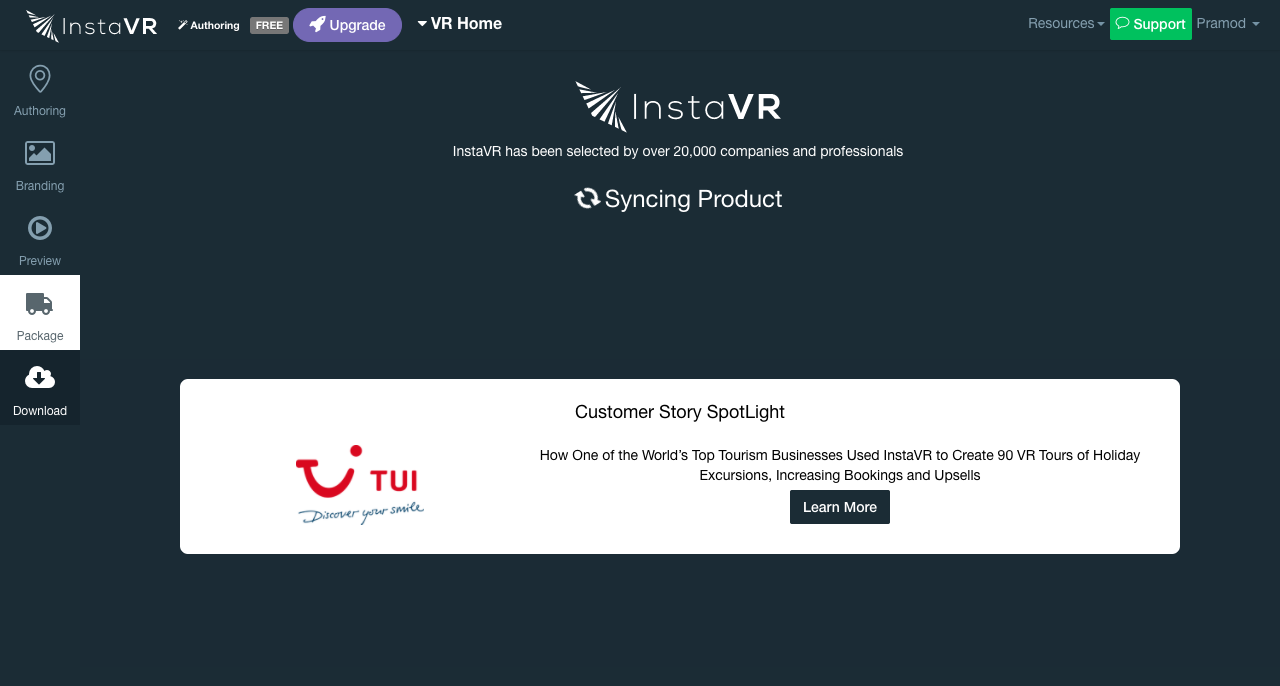 InstaVR Authoring FREE Upgrade VR Home Resources Support Pramod
Authoring
Branding
Preview
Package
Download
InstaVR
InstaVR has been selected by over 20,000 companies and professionals
Syncing Product
Customer Story SpotLight
TUI
Discover your smile
How One of the World's Top Tourism Businesses Used InstaVR to Create 90 VR Tours of Holiday
Excursions, Increasing Bookings and Upsells
Learn More